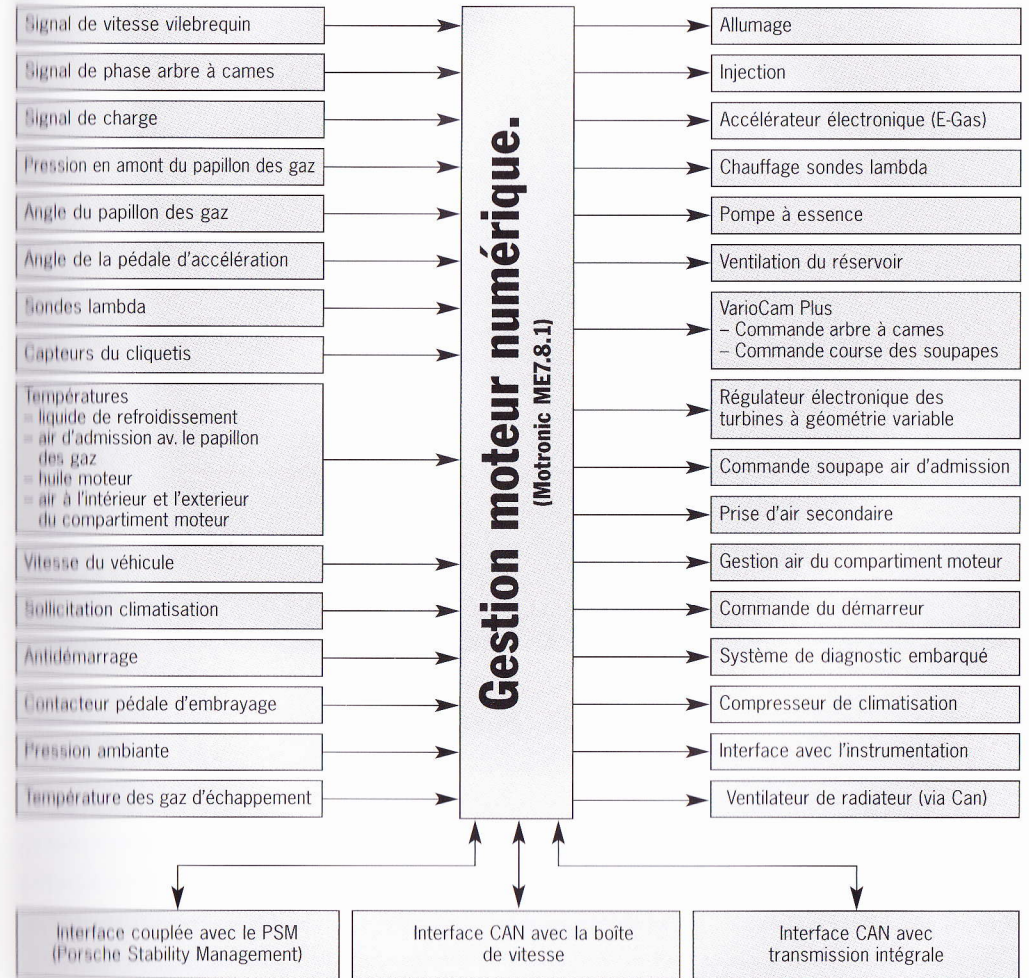 Signal de vitesse vilebrequin
Signal de phase arbre à cames
Signal de charge
Pression en amont du papillon des gaz
Angle du papillon des gaz
Angle de la pédale d'accélération
Sondes lambda
Capteurs du cliquetis
Températures
– liquide de refroidissement
– air d'admission av. le papillon
des gaz
– huile moteur
– air à l'intérieur et l'exterieur
du compartiment moteur
Vitesse du véhicule
Sollicitation climatisation
Antidémarrage
Contacteur pédale d'embrayage
Pression ambiante
Température des gaz d'échappement
Gestion moteur numérique.
(Motronic ME7.8.1)
Allumage
Injection
Accélérateur électronique (E-Gas)
Chauffage sondes lambda
Pompe à essence
Ventilation du réservoir
VarioCam Plus
– Commande arbre à cames
– Commande course des soupapes
Régulateur électronique des
turbines à géométrie variable
Commande soupape air d'admission
Prise d'air secondaire
Gestion air du compartiment moteur
Commande du démarreur
Système de diagnostic embarqué
Compresseur de climatisation
Interface avec l'instrumentation
Ventilateur de radiateur (via Can)
Interface couplée avec le PSM
(Porsche Stability Management)
Interface CAN avec la boîte
de vitesse
Interface CAN avec
transmission intégrale